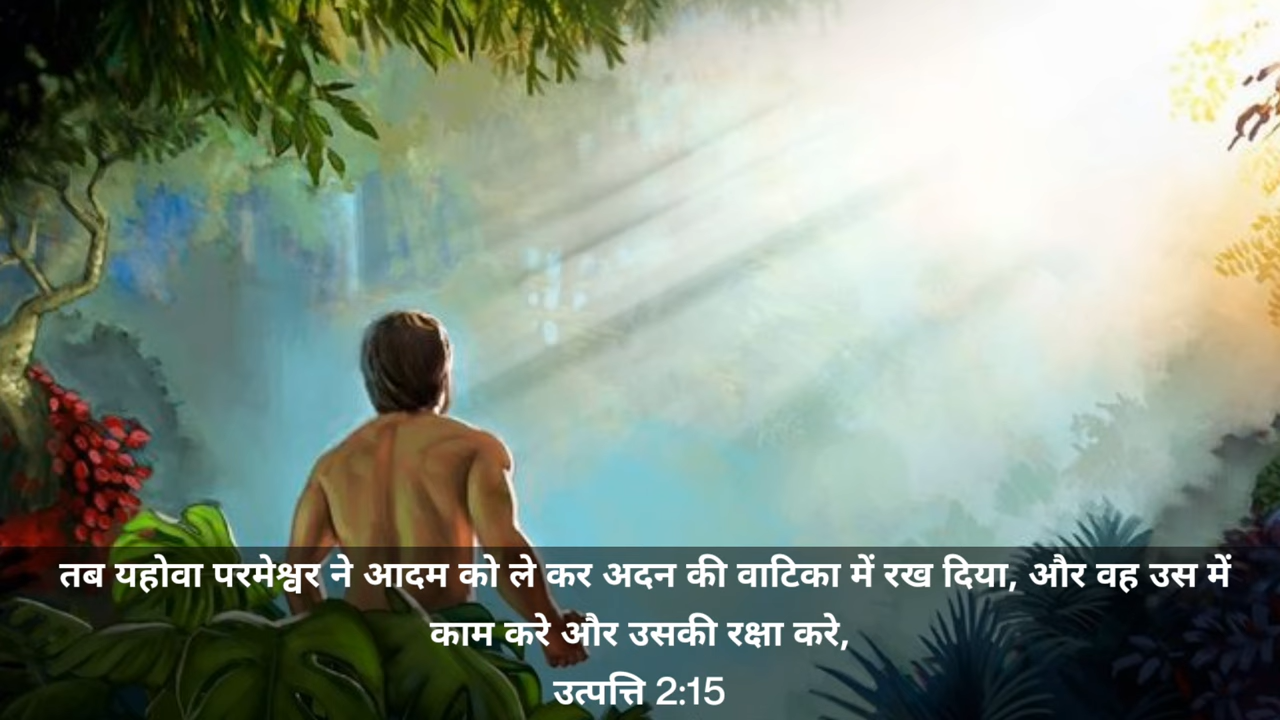 तब यहोवा परमेश्वर ने आदम को ले कर अदन की वाटिका में रख दिया, और वह उस में
काम करे और उसकी रक्षा करे,
उत्पत्ति 2:15